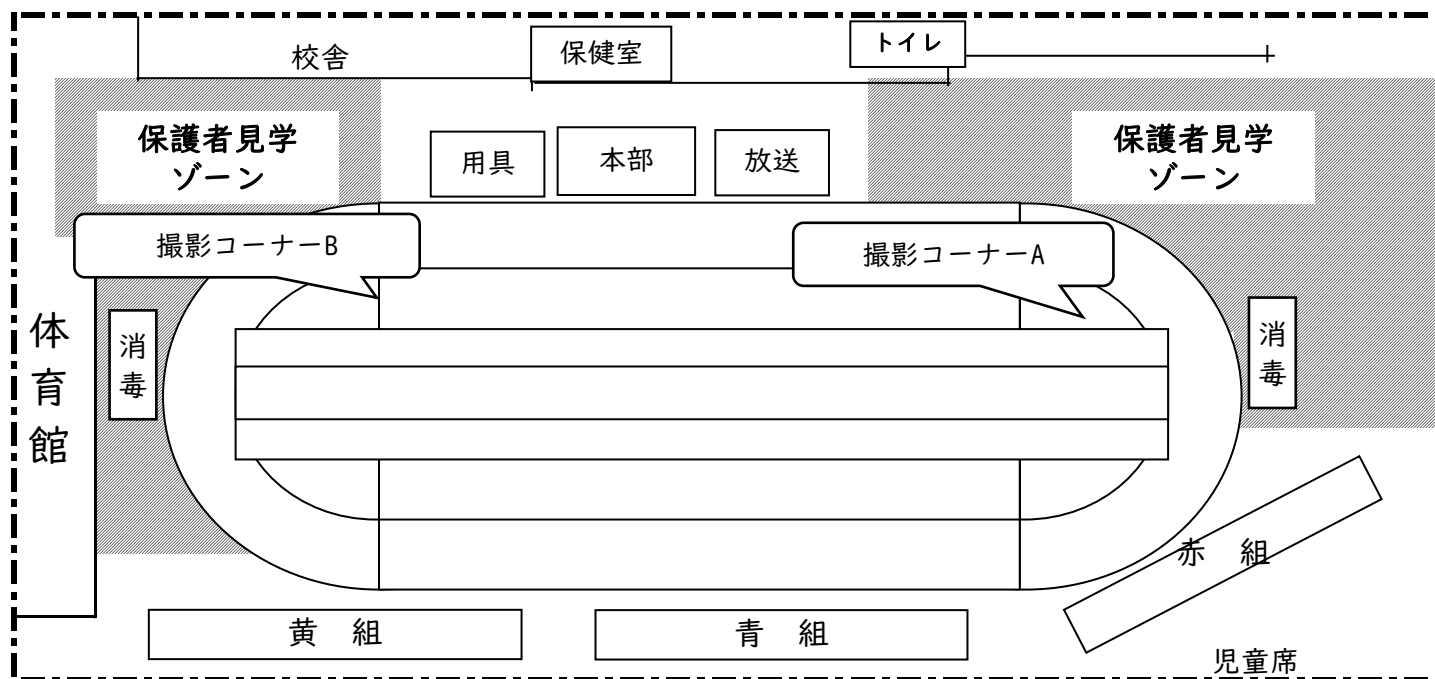 校舎
保健室
トイレ
保護者見学
ゾーン
用具
本部
放送
保護者見学
ゾーン
撮影コーナーB
撮影コーナーA
体育館
消毒
消毒
赤 組
黄 組
青 組
児童席